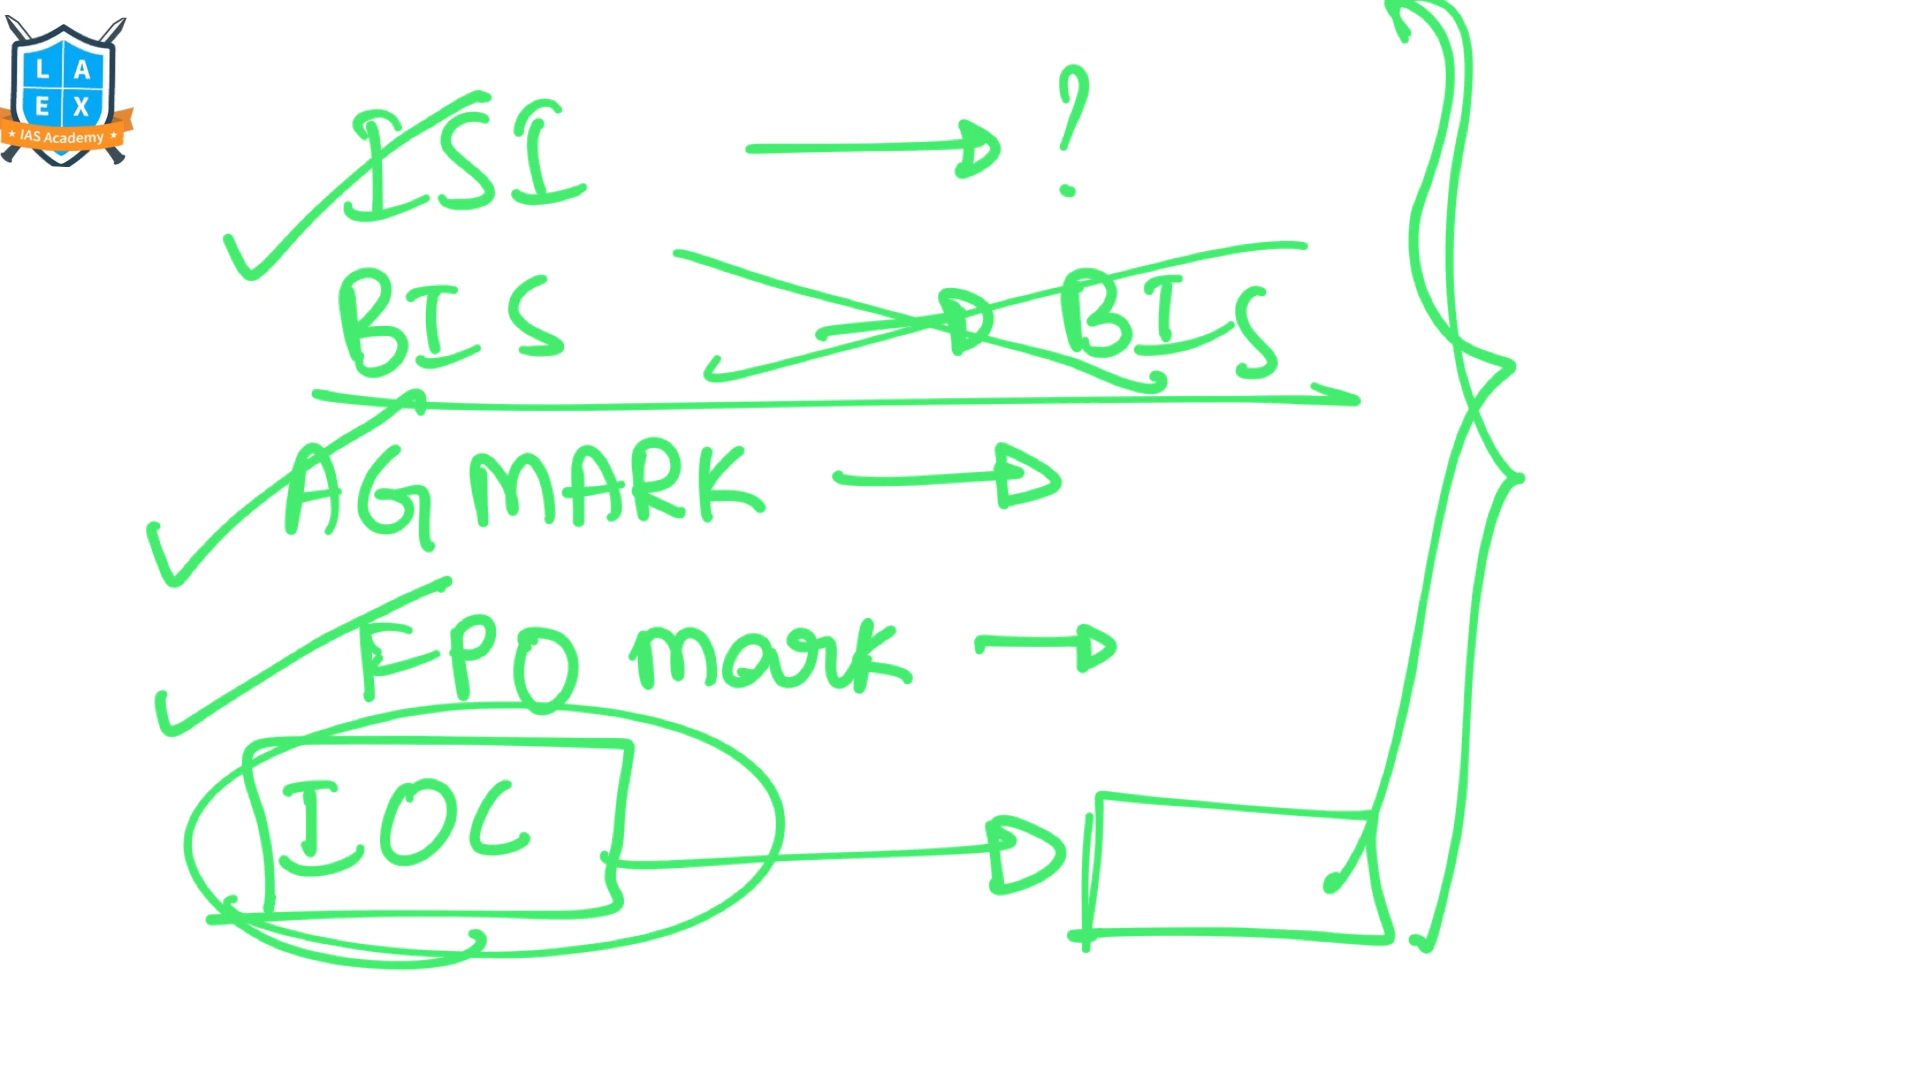 L A
E X
IAS Academy
ISI ?
BIS BIS
AGMARK
FPO mark
IOC